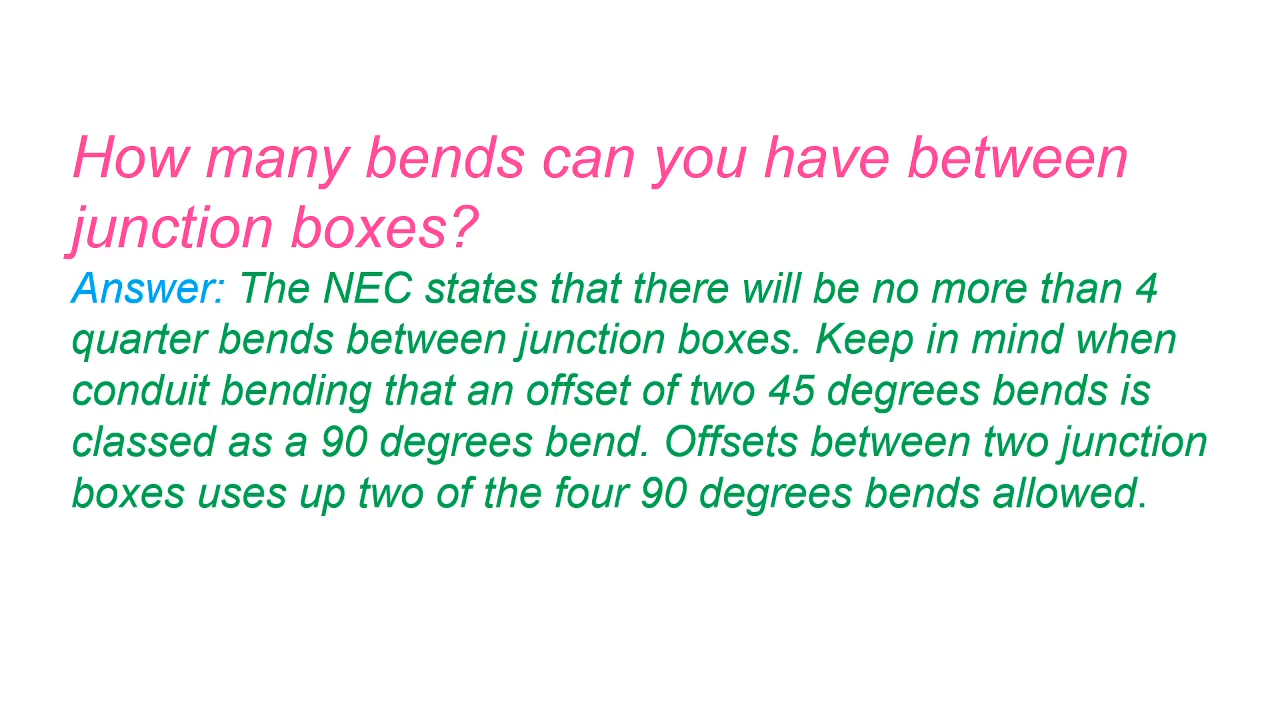 How many bends can you have between
junction boxes?
Answer: The NEC states that there will be no more than 4
quarter bends between junction boxes. Keep in mind when
conduit bending that an offset of two 45 degrees bends is
classed as a 90 degrees bend. Offsets between two junction
boxes uses up two of the four 90 degrees bends allowed.